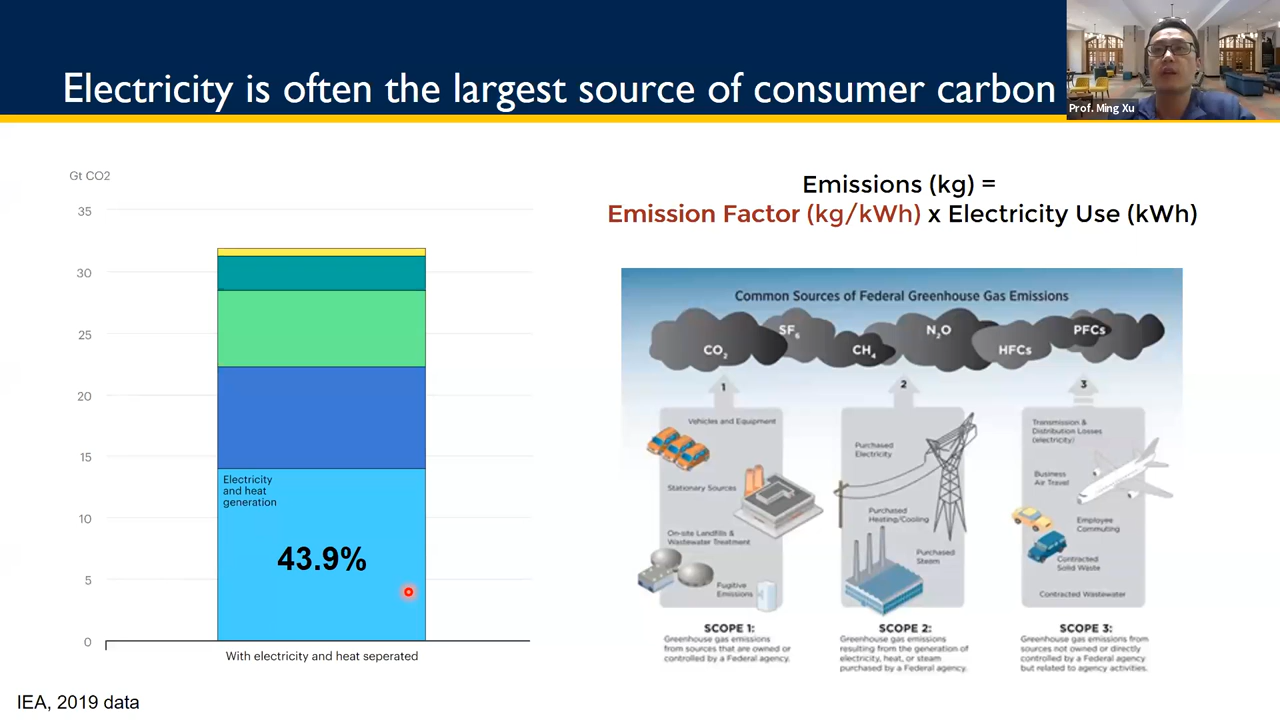 Electricity is often the largest source of consumer carbon
Prof. Ming Xu
Gt CO2
35
30
25
20
15
10
5
0
Electricity
and heat
generation
43.9%
With electricity and heat seperated
IEA, 2019 data
Emissions (kg) =
Emission Factor (kg/kWh) x Electricity Use (kWh)
Common Sources of Federal Greenhouse Gas Emissions
CO2
SF6
CH4
N2O
HFCs
PFCs
1
Vehicles and Equipment
Stationary Sources
On-site Landfills &
Wastewater Treatment
Fugitive
Emissions
SCOPE 1:
Greenhouse gas emissions
from sources that are owned or
controlled by a Federal agency.
2
Purchased
Electricity
Purchased
Heating/Cooling
Purchased
Steam
SCOPE 2:
Greenhouse gas emissions
resulting from the generation of
electricity, heat, or steam
purchased by a Federal agency.
3
Transmission &
Distribution Losses
(electricity)
Business
Air Travel
Employee
Commuting
Contracted
Solid Waste
Contracted Wastewater
SCOPE 3:
Greenhouse gas emissions from
sources not owned or directly
controlled by a Federal agency
but related to agency activities.